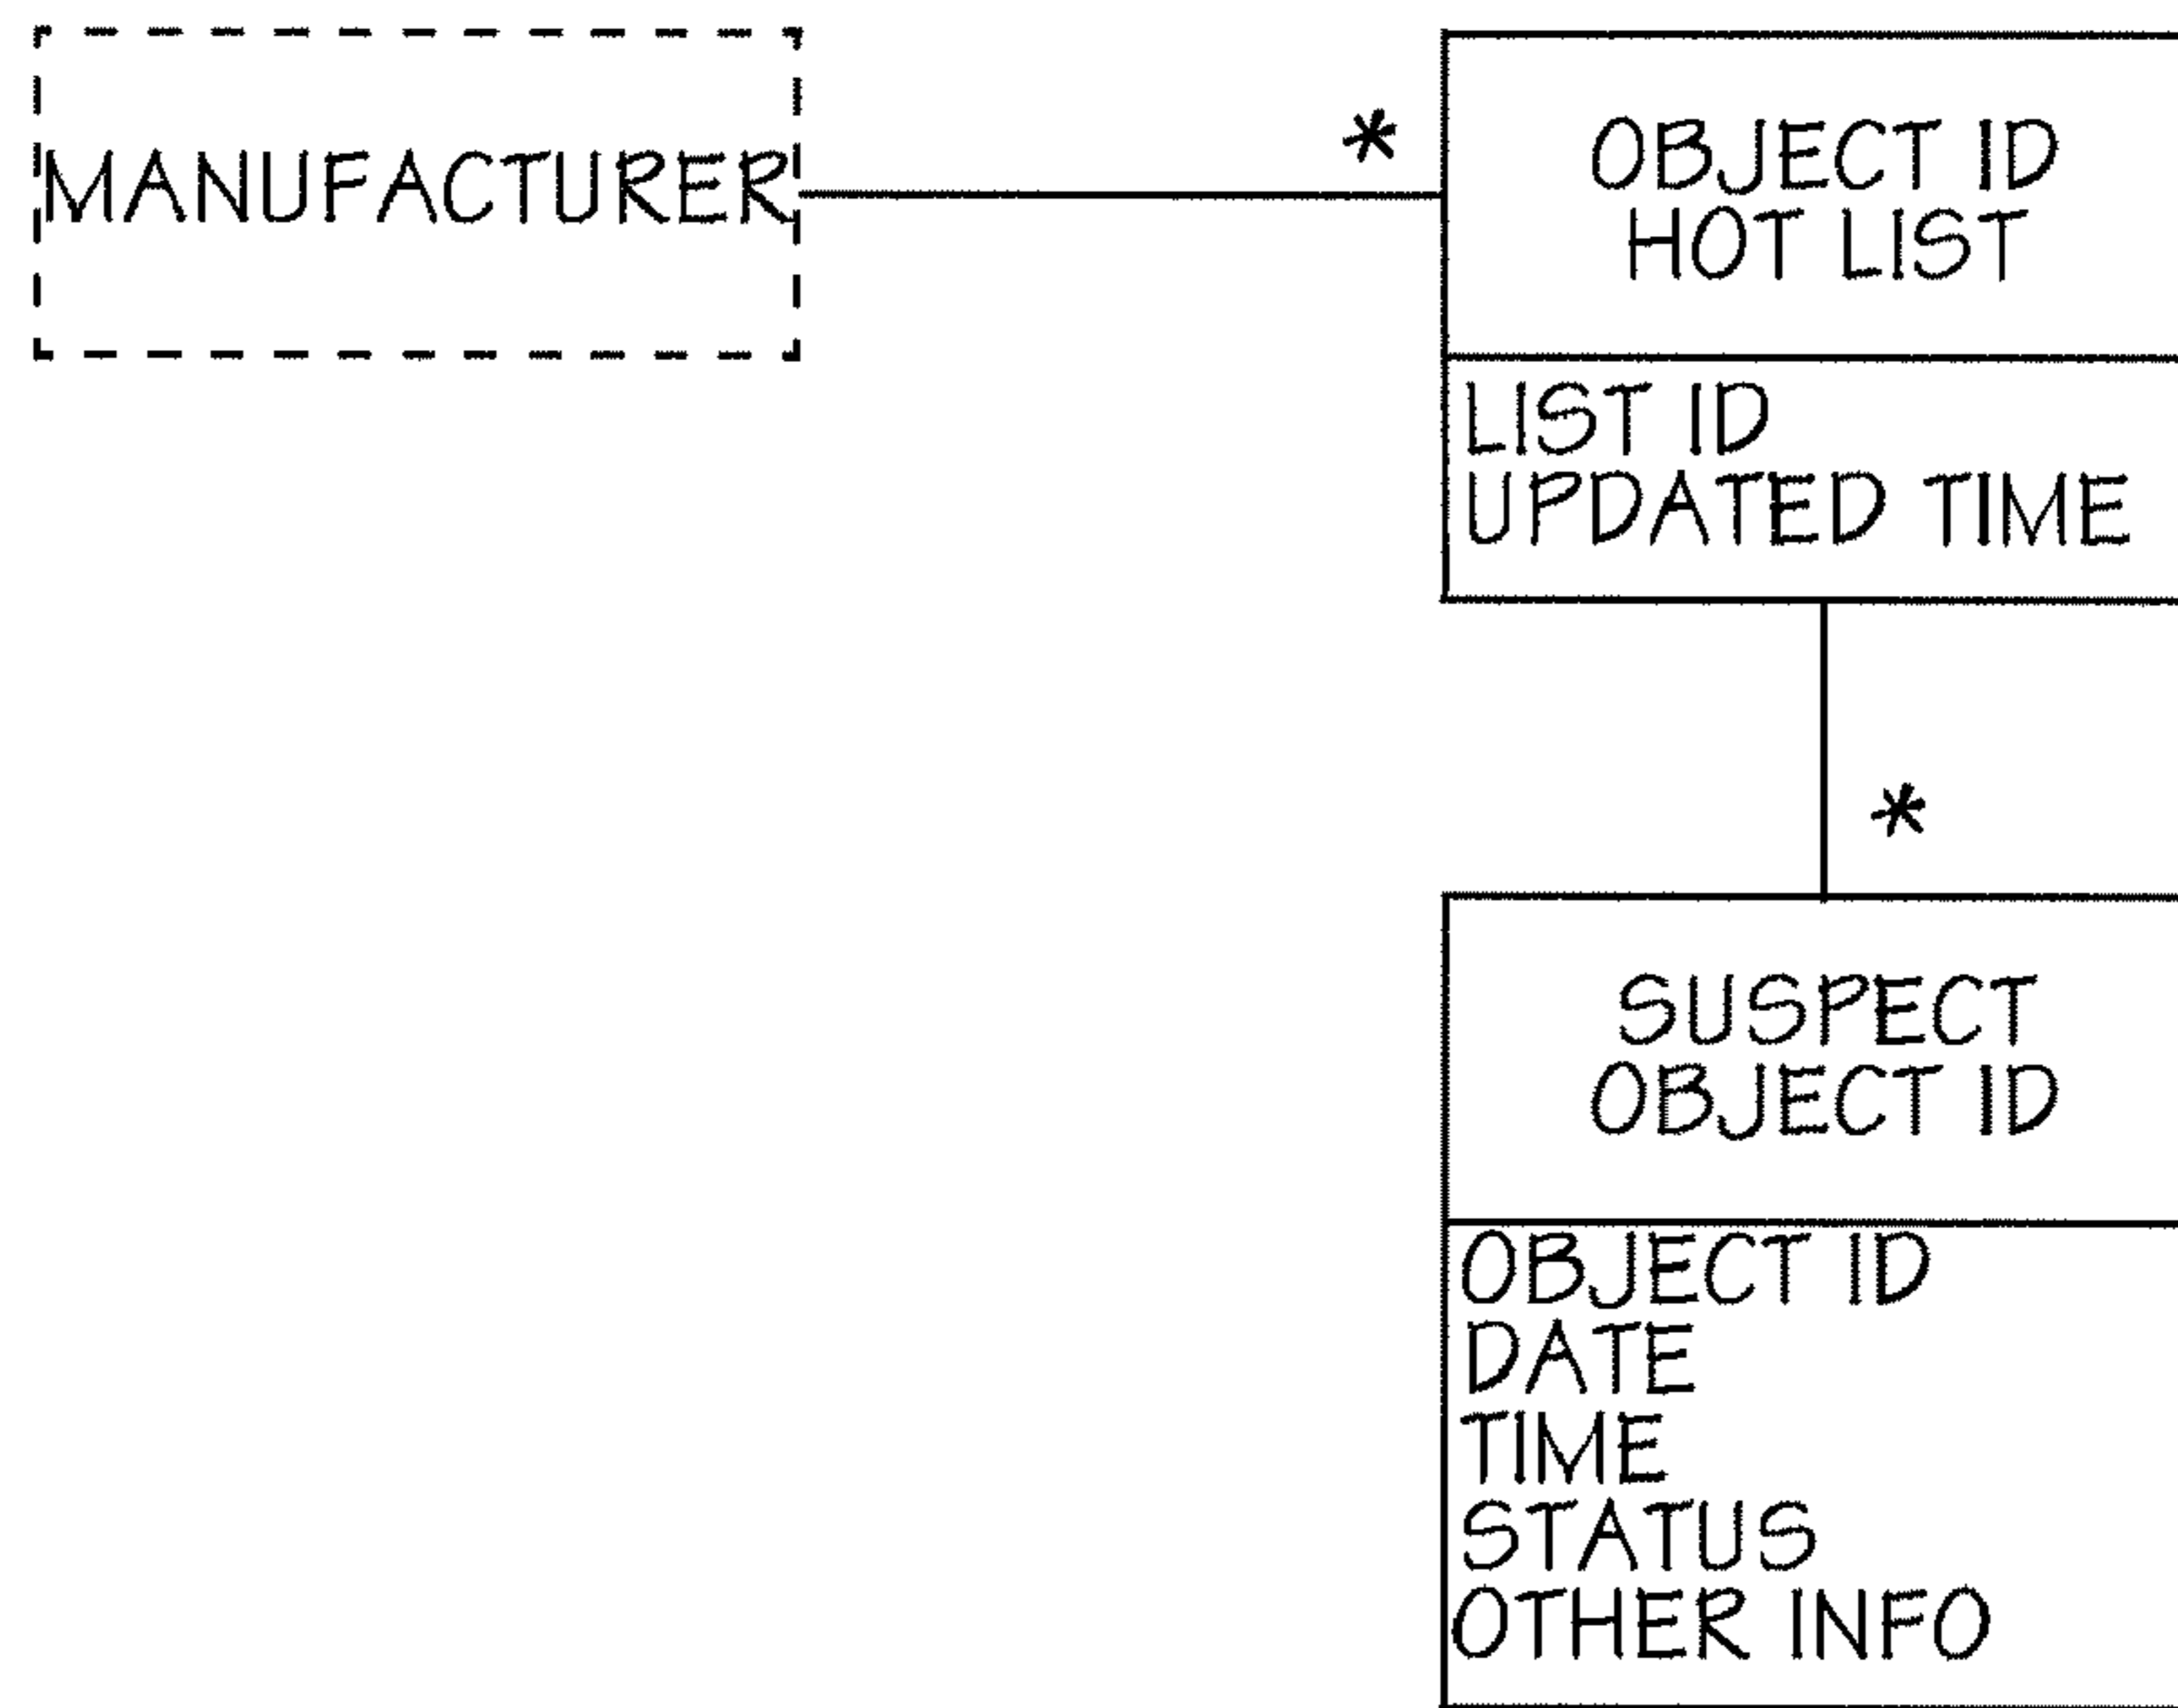 MANUFACTURER
*
OBJECT ID
HOT LIST
LIST ID
UPDATED TIME
*
SUSPECT
OBJECT ID
OBJECT ID
DATE
TIME
STATUS
OTHER INFO